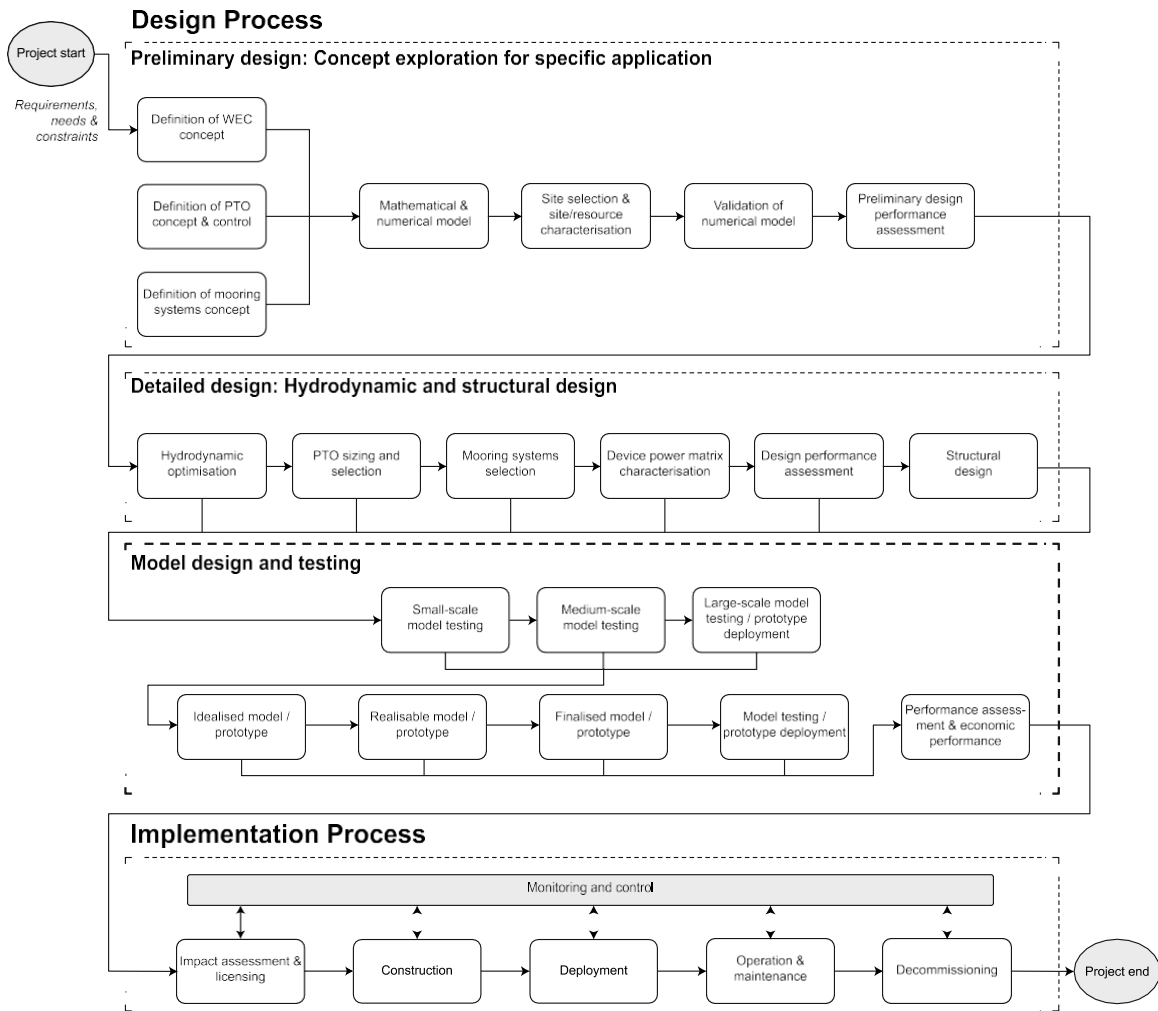 Design Process
Project start
Requirements,
needs &
constraints
Preliminary design: Concept exploration for specific application
Definition of WEC
concept
Definition of PTO
concept & control
Definition of mooring
systems concept
Mathematical &
numerical model
Site selection &
site/resource
characterisation
Validation of
numerical model
Preliminary design
performance
assessment
Detailed design: Hydrodynamic and structural design
Hydrodynamic
optimisation
PTO sizing and
selection
Mooring systems
selection
Device power matrix
characterisation
Design performance
assessment
Structural
design
Model design and testing
Small-scale
model testing
Medium-scale
model testing
Large-scale model
testing / prototype
deployment
Idealised model /
prototype
Realisable model /
prototype
Finalised model /
prototype
Model testing /
prototype deployment
Performance assess-
ment & economic
performance
Implementation Process
Monitoring and control
Impact assessment &
licensing
Construction
Deployment
Operation &
maintenance
Decommissioning
Project end